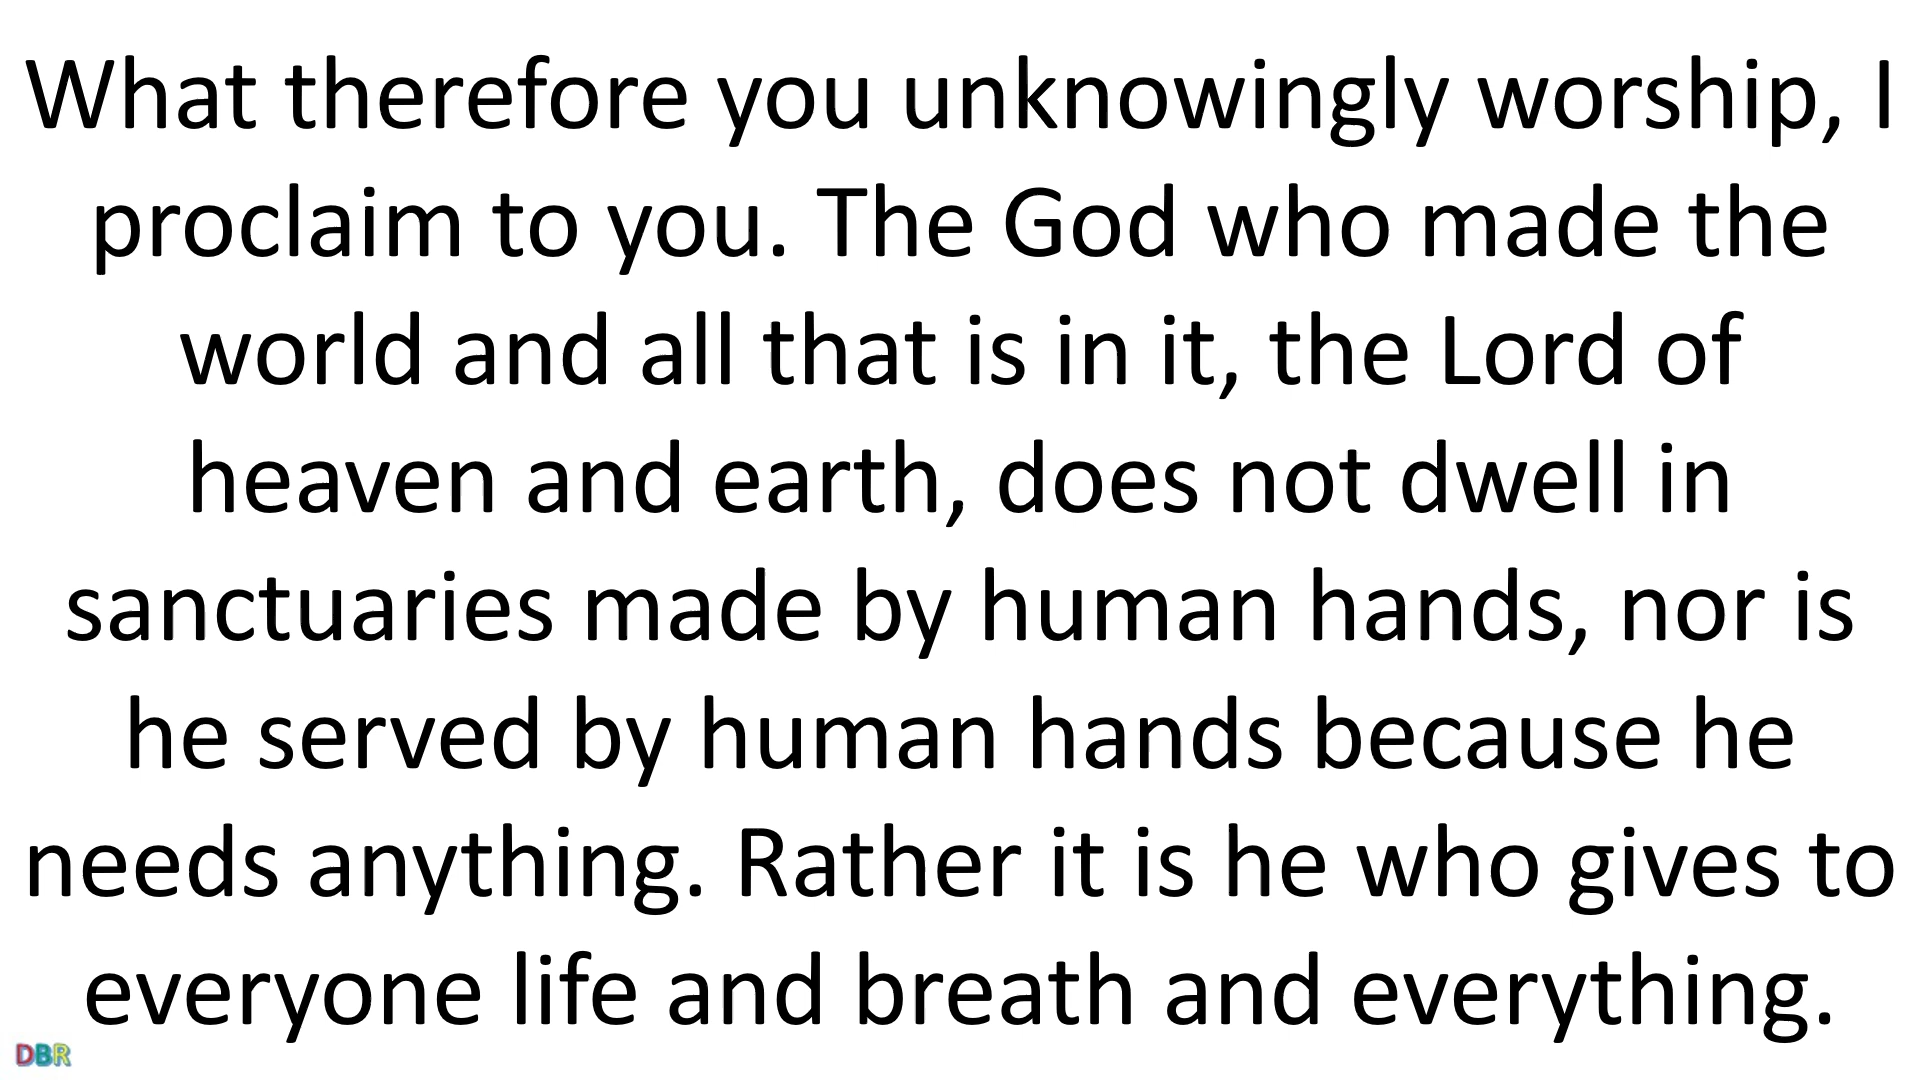 What therefore you unknowingly worship, I
proclaim to you. The God who made the
world and all that is in it, the Lord of
heaven and earth, does not dwell in
sanctuaries made by human hands, nor is
he served by human hands because he
needs anything. Rather it is he who gives to
everyone life and breath and everything.
DBR